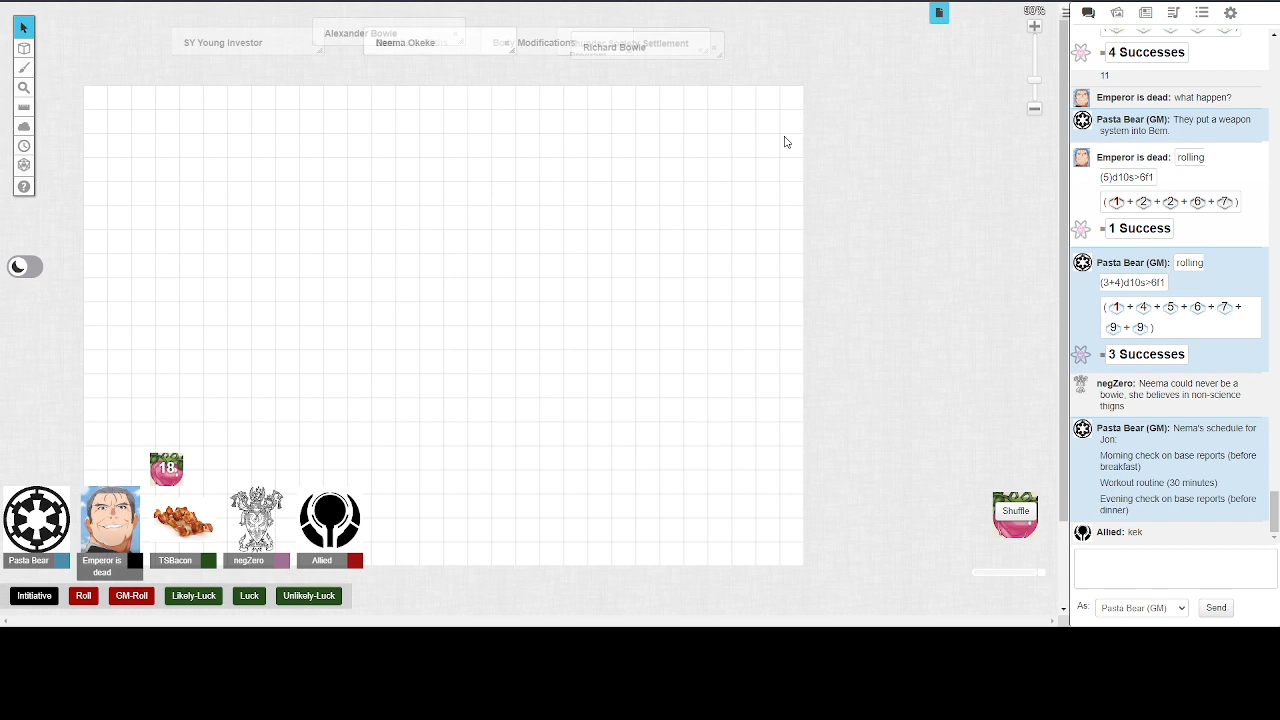 90%
SY Young Investor
Alexander Bowie
Neema Okeke
Modifications
Settlement
Richard Bowie
4 Successes
11
Emperor is dead: what happen?
Pasta Bear (GM): They put a weapon
system into Bern.
Emperor is dead: rolling
(5)d10s>6f1
( 1 + 2 + 2 + 6 + 7 )
= 1 Success
Pasta Bear (GM): rolling
(3+4)d10s>6f1
( 1 + 4 + 5 + 6 + 7 +
9 + 9 )
= 3 Successes
negZero: Neema could never be a
bowie, she believes in non-science
thigns
Pasta Bear (GM): Nema's schedule for
Jon:
Morning check on base reports (before
breakfast)
Workout routine (30 minutes)
Evening check on base reports (before
dinner)
Allied: kek
As: Pasta Bear (GM) Send
18
Shuffle
Pasta Bear
Emperor is
dead
TSBacon
negZero
Allied
Intitiative
Roll
GM-Roll
Likely-Luck
Luck
Unlikely-Luck